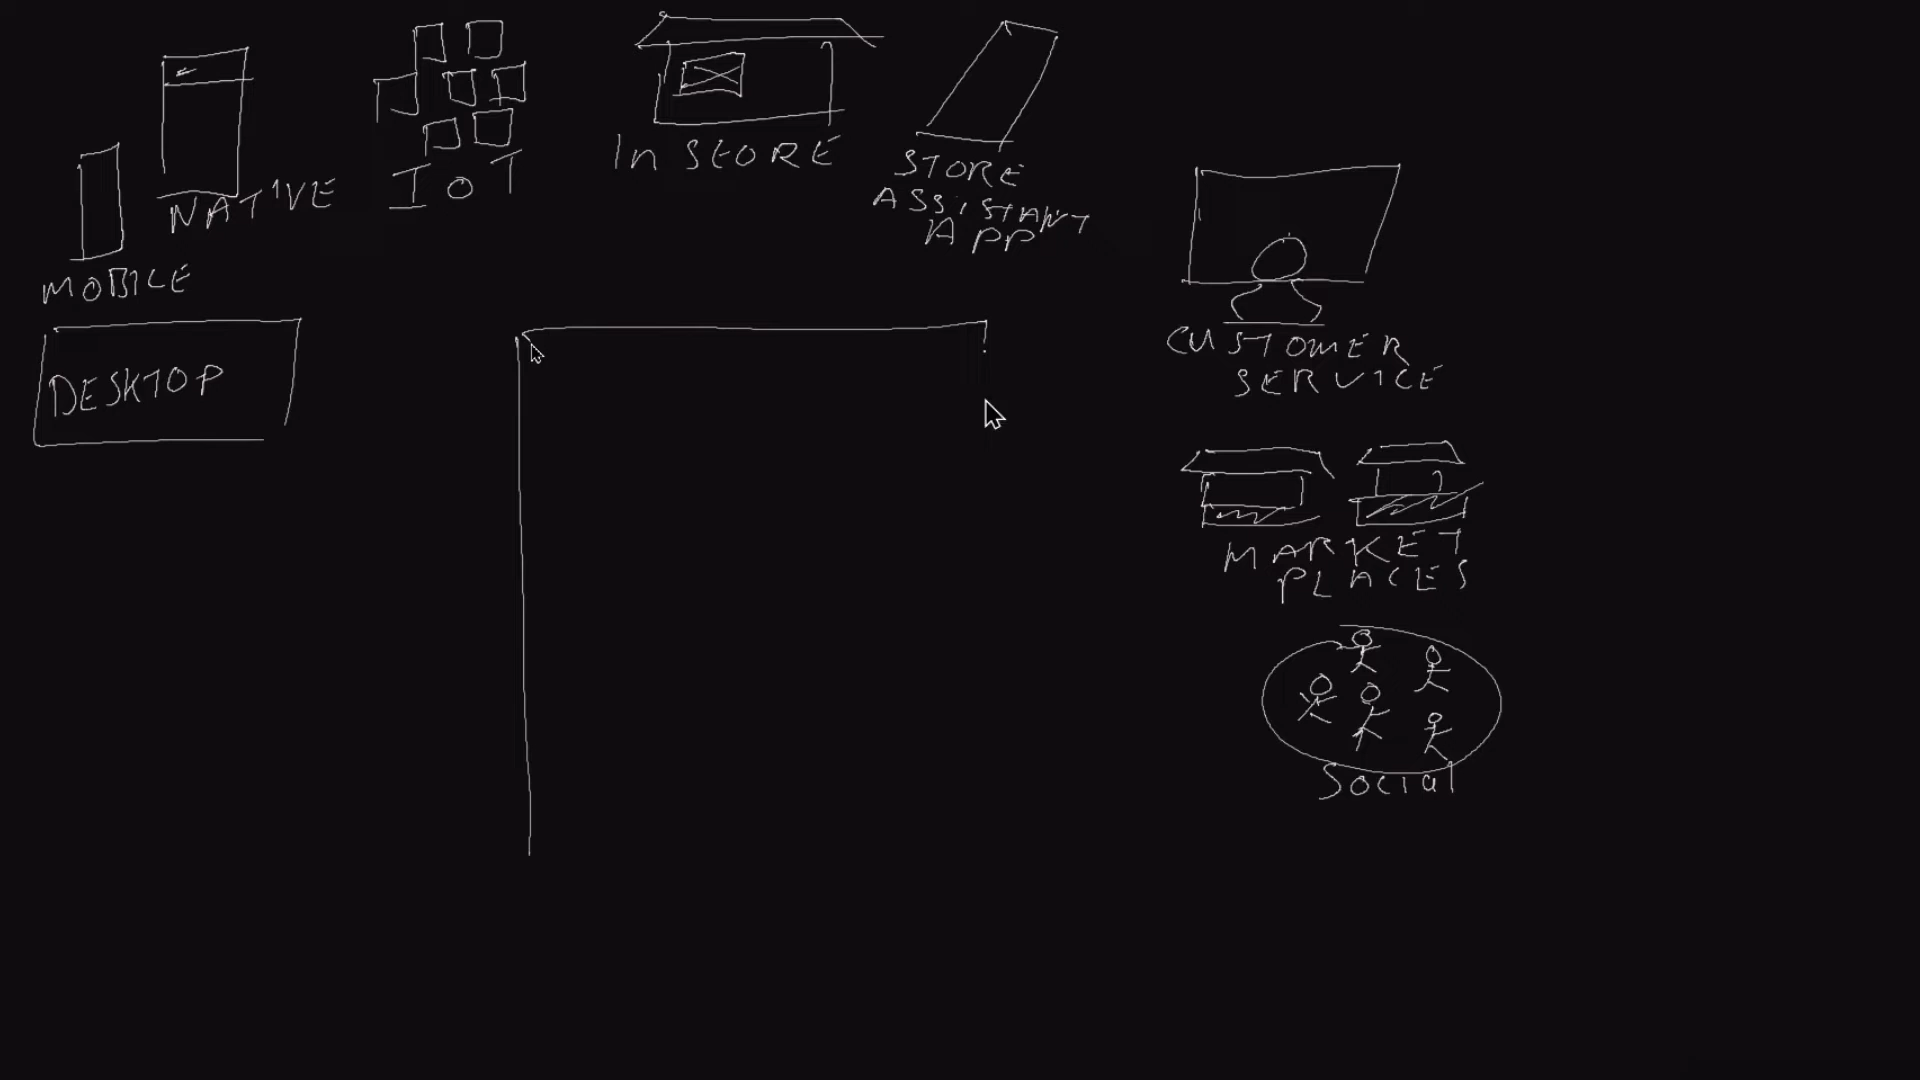 MOBILE
NATIVE
IOT
In STORE
STORE
ASSISTANT
APP
DESKTOP
CUSTOMER
SERVICE
MARKET
PLACES
Social